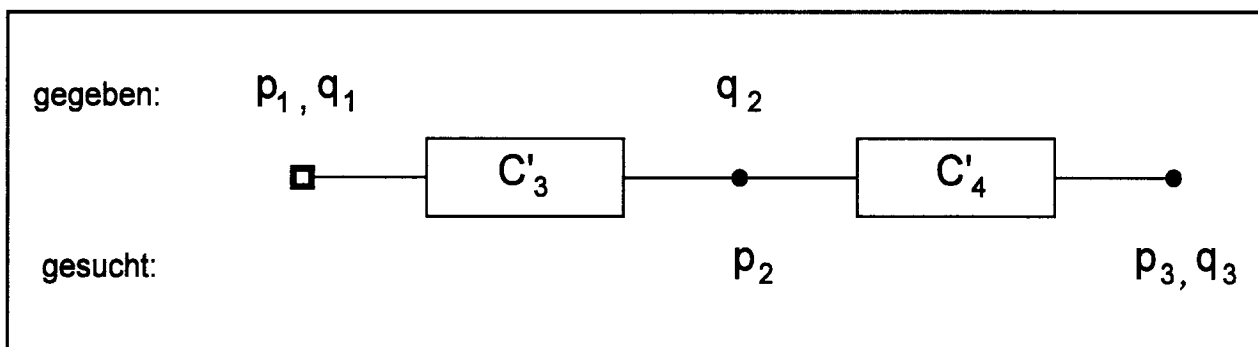 gegeben: p₁, q₁ q₂
C'₃ C'₄
gesucht: p₂ p₃, q₃